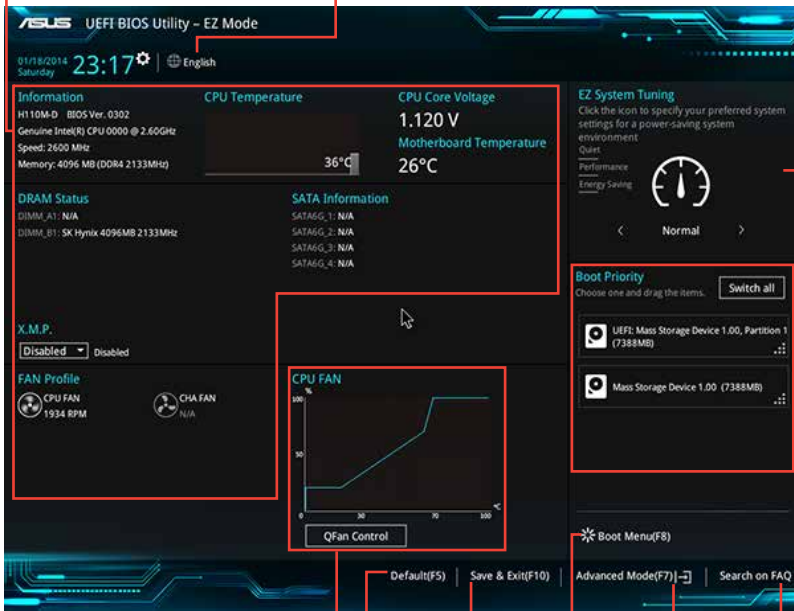 ASUS UEFI BIOS Utility – EZ Mode
01/18/2014
Saturday
23:17
English
Information
H110M-D BIOS Ver. 0302
Genuine Intel(R) CPU 0000 @ 2.60GHz
Speed: 2600 MHz
Memory: 4096 MB (DDR4 2133MHz)
CPU Temperature
36°C
CPU Core Voltage
1.120 V
Motherboard Temperature
26°C
EZ System Tuning
Click the icon to specify your preferred system
settings for a power-saving system
environment
Quiet
Performance
Energy Saving
< Normal >
DRAM Status
DIMM_A1: N/A
DIMM_B1: SK Hynix 4096MB 2133MHz
SATA Information
SATA6G_1: N/A
SATA6G_2: N/A
SATA6G_3: N/A
SATA6G_4: N/A
Boot Priority
Choose one and drag the items.
Switch all
UEFI: Mass Storage Device 1.00, Partition 1
(7388MB)
Mass Storage Device 1.00 (7388MB)
X.M.P.
Disabled Disabled
FAN Profile
CPU FAN
1934 RPM
CHA FAN
N/A
CPU FAN
%
100
50
0 30 70 100
°C
QFan Control
Boot Menu(F8)
Default(F5) Save & Exit(F10) Advanced Mode(F7) Search on FAQ